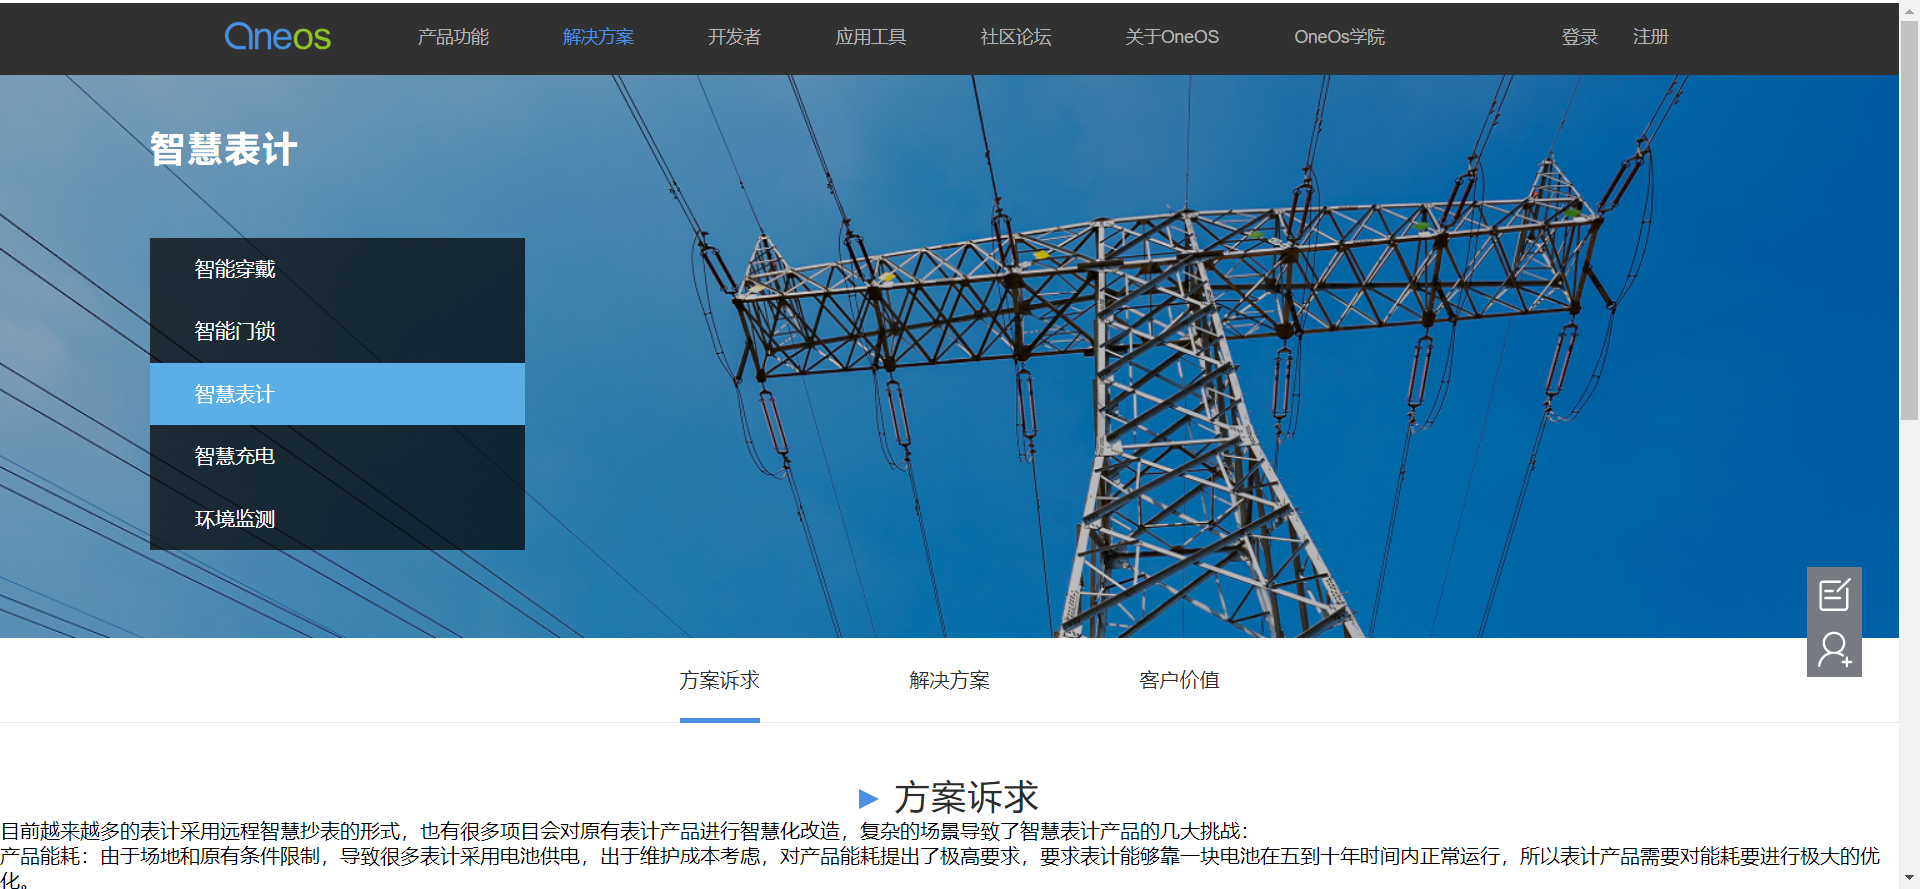 Oneos 产品功能 解决方案 开发者 应用工具 社区论坛 关于OneOS OneOs学院 登录 注册
智慧表计
智能穿戴
智能门锁
智慧表计
智慧充电
环境监测
方案诉求 解决方案 客户价值
方案诉求
目前越来越多的表计采用远程智慧抄表的形式，也有很多项目会对原有表计产品进行智慧化改造，复杂的场景导致了智慧表计产品的几大挑战：
产品能耗：由于场地和原有条件限制，导致很多表计采用电池供电，出于维护成本考虑，对产品能耗提出了极高要求，要求表计能够靠一块电池在五到十年时间内正常运行，所以表计产品需要对能耗要进行极大的优
化。